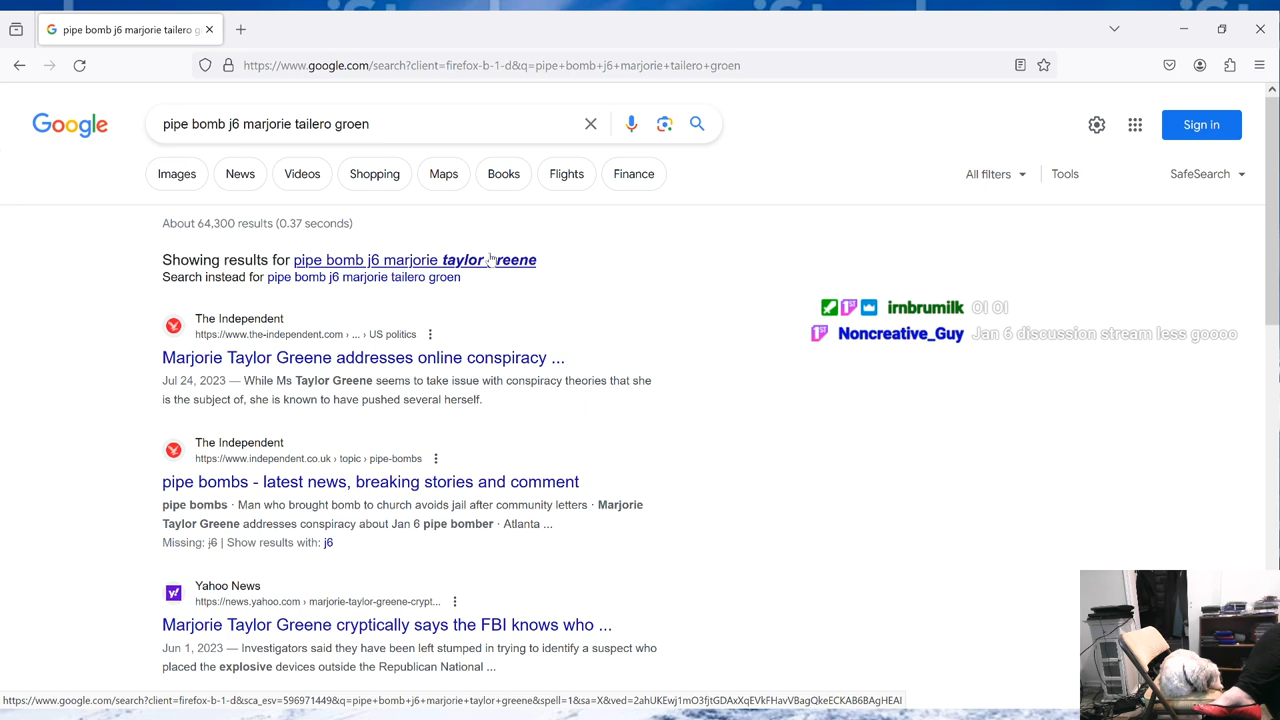 pipe bomb j6 marjorie tailero g
https://www.google.com/search?client=firefox-b-1-d&q=pipe+bomb+j6+marjorie+tailero+groen
Google
pipe bomb j6 marjorie tailero groen
Sign in
Images
News
Videos
Shopping
Maps
Books
Flights
Finance
All filters
Tools
SafeSearch
About 64,300 results (0.37 seconds)
Showing results for pipe bomb j6 marjorie taylor greene
Search instead for pipe bomb j6 marjorie tailero groen
irnbrumilk OI OI
Noncreative_Guy Jan 6 discussion stream less goooo
The Independent
https://www.the-independent.com › ... › US politics
Marjorie Taylor Greene addresses online conspiracy ...
Jul 24, 2023 — While Ms Taylor Greene seems to take issue with conspiracy theories that she
is the subject of, she is known to have pushed several herself.
The Independent
https://www.independent.co.uk › topic › pipe-bombs
pipe bombs - latest news, breaking stories and comment
pipe bombs · Man who brought bomb to church avoids jail after community letters · Marjorie
Taylor Greene addresses conspiracy about Jan 6 pipe bomber · Atlanta ...
Missing: j6 | Show results with: j6
Yahoo News
https://news.yahoo.com › marjorie-taylor-greene-crypt...
Marjorie Taylor Greene cryptically says the FBI knows who ...
Jun 1, 2023 — Investigators said they have been left stumped in trying to identify a suspect who
placed the explosive devices outside the Republican National ...